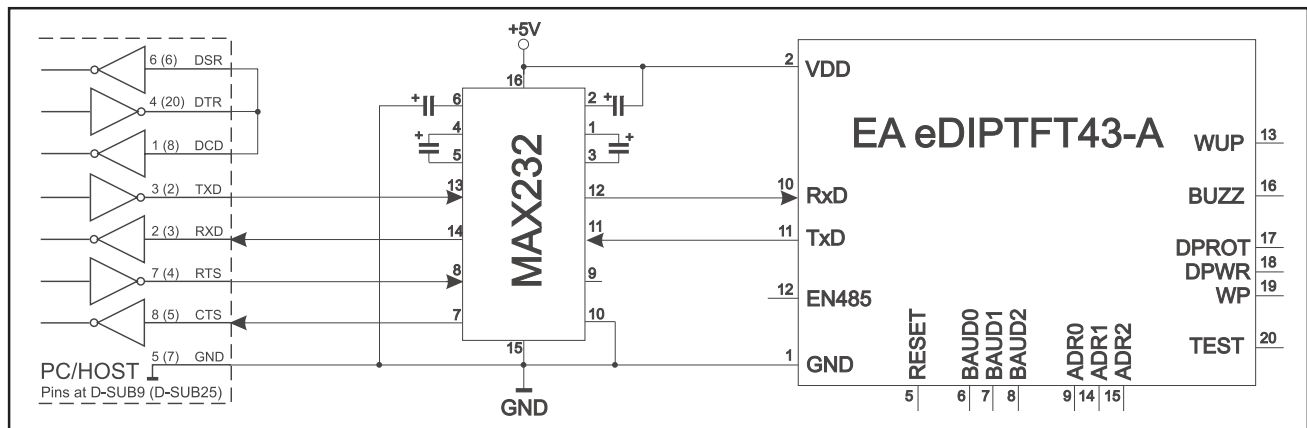 +5V
6 (6) DSR
4 (20) DTR
1 (8) DCD
3 (2) TXD
2 (3) RXD
7 (4) RTS
8 (5) CTS
5 (7) GND
PC/HOST
Pins at D-SUB9 (D-SUB25)
16
+
6
2
+
4
+
5
1
+
3
13
12
14
11
8
9
7
10
15
MAX232
GND
EA eDIPTFT43-A
2 VDD
10 RxD
11 TxD
12 EN485
1 GND
WUP 13
BUZZ 16
DPROT 17
DPWR 18
WP 19
TEST 20
RESET
BAUD0
BAUD1
BAUD2
ADR0
ADR1
ADR2
5 6 7 8 9 14 15